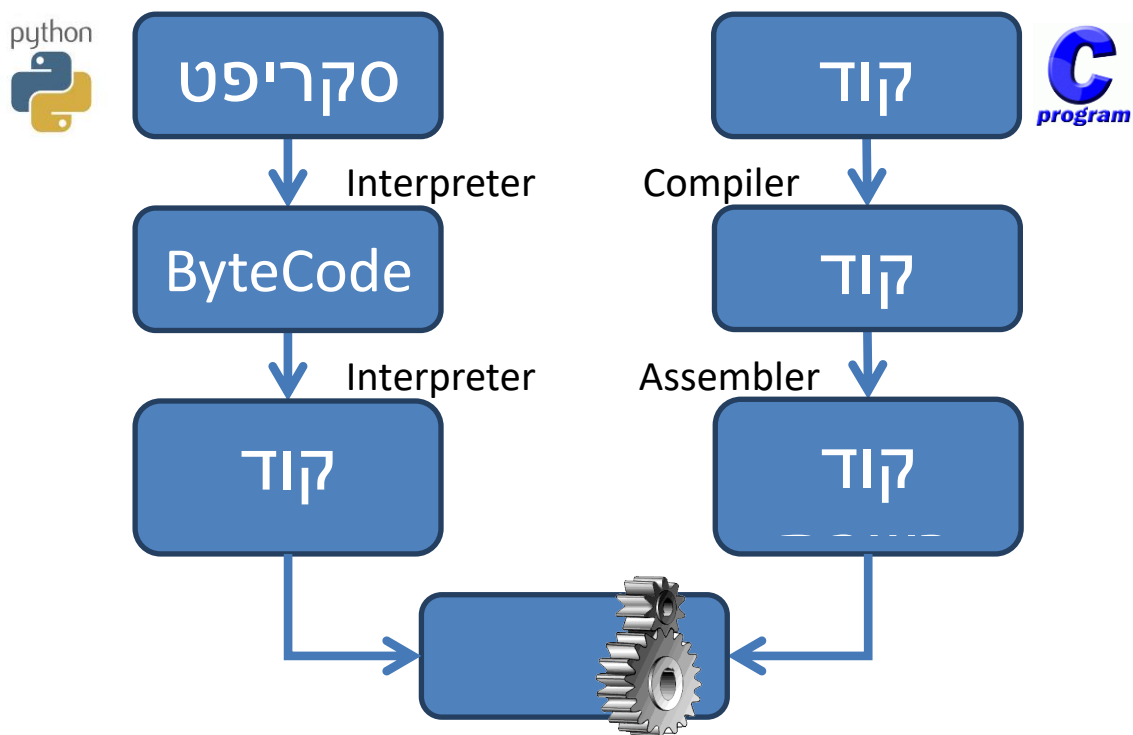 python
סקריפט
קוד
C
program
Interpreter
Compiler
ByteCode
קוד
Interpreter
Assembler
קוד
קוד